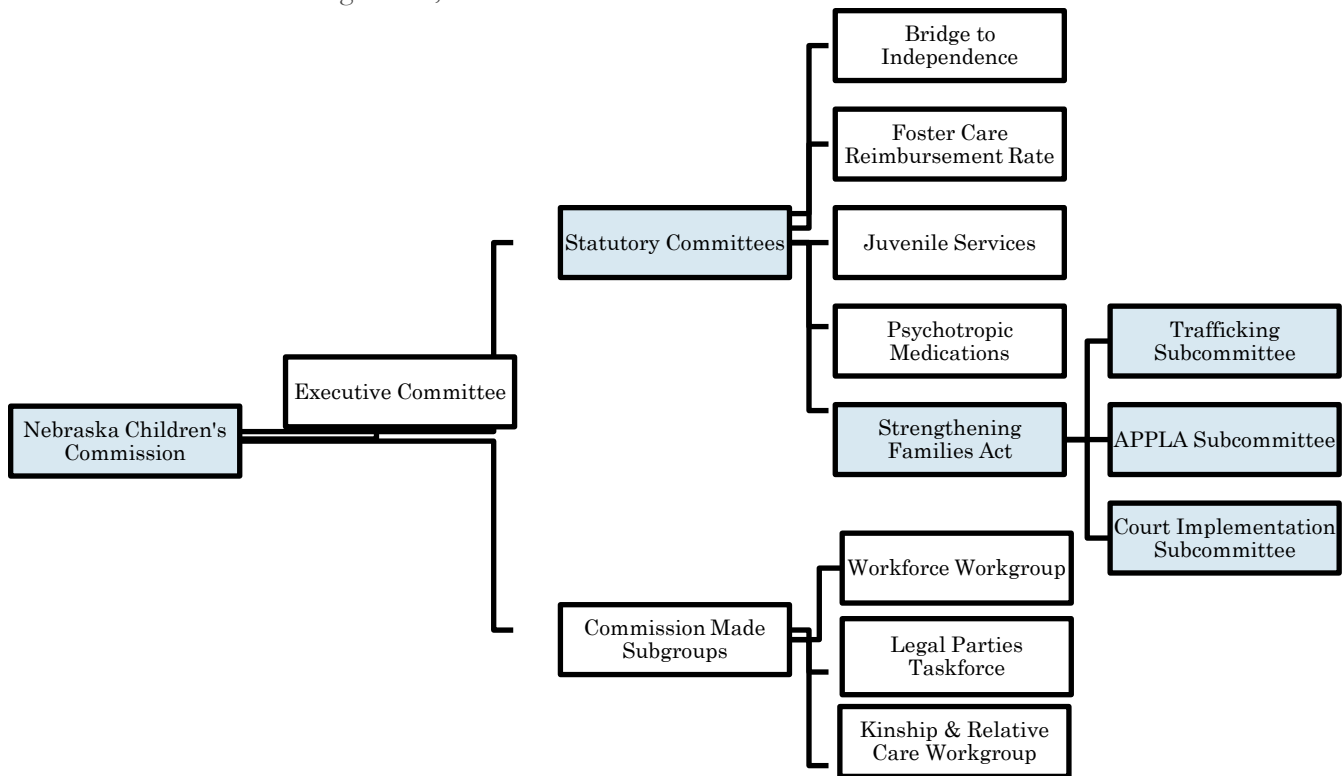 Bridge to
Independence
Foster Care
Reimbursement Rate
Statutory Committees
Juvenile Services
Psychotropic
Medications
Trafficking
Subcommittee
Executive Committee
Nebraska Children's
Commission
Strengthening
Families Act
APPLA Subcommittee
Court Implementation
Subcommittee
Workforce Workgroup
Commission Made
Subgroups
Legal Parties
Taskforce
Kinship & Relative
Care Workgroup